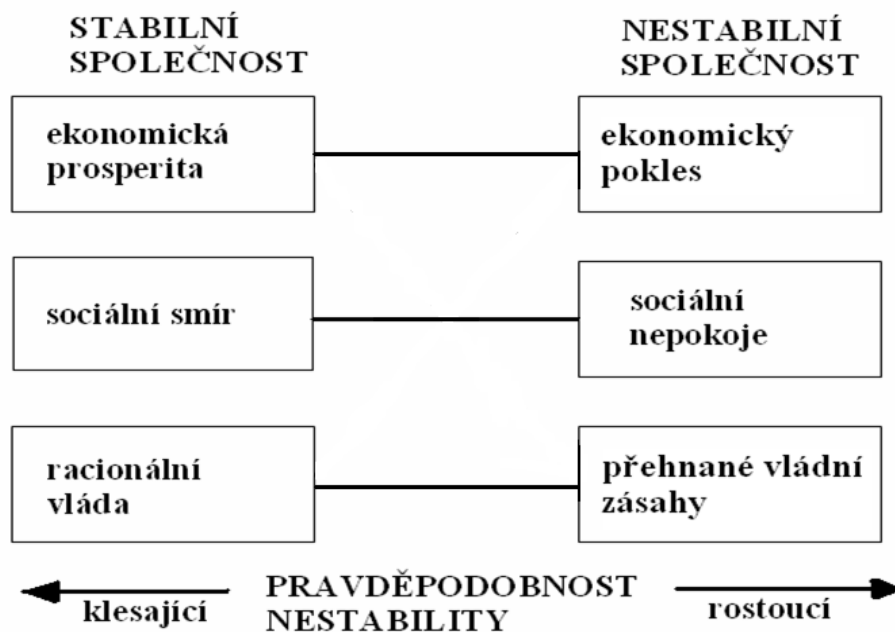 STABILNÍ
SPOLEČNOST
NESTABILNÍ
SPOLEČNOST
ekonomická
prosperita
ekonomický
pokles
sociální smír
sociální
nepokoje
racionální
vláda
přehnané vládní
zásahy
klesající
PRAVDĚPODOBNOST
NESTABILITY
rostoucí